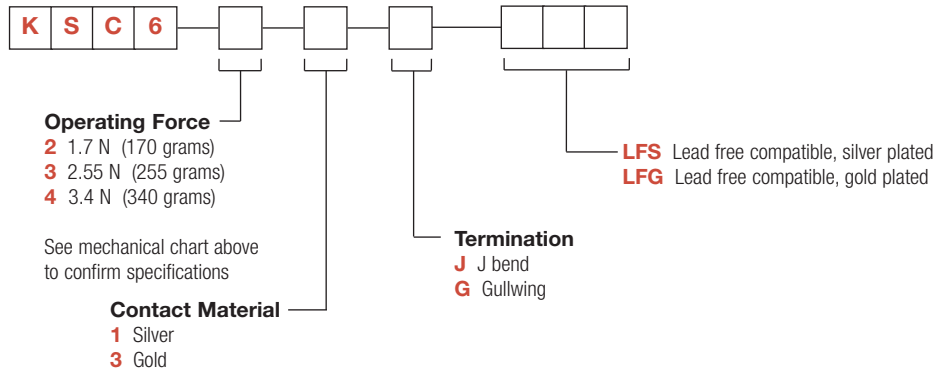 K S C 6
Operating Force
2 1.7 N (170 grams)
3 2.55 N (255 grams)
4 3.4 N (340 grams)
See mechanical chart above
to confirm specifications
Contact Material
1 Silver
3 Gold
Termination
J J bend
G Gullwing
LFS Lead free compatible, silver plated
LFG Lead free compatible, gold plated